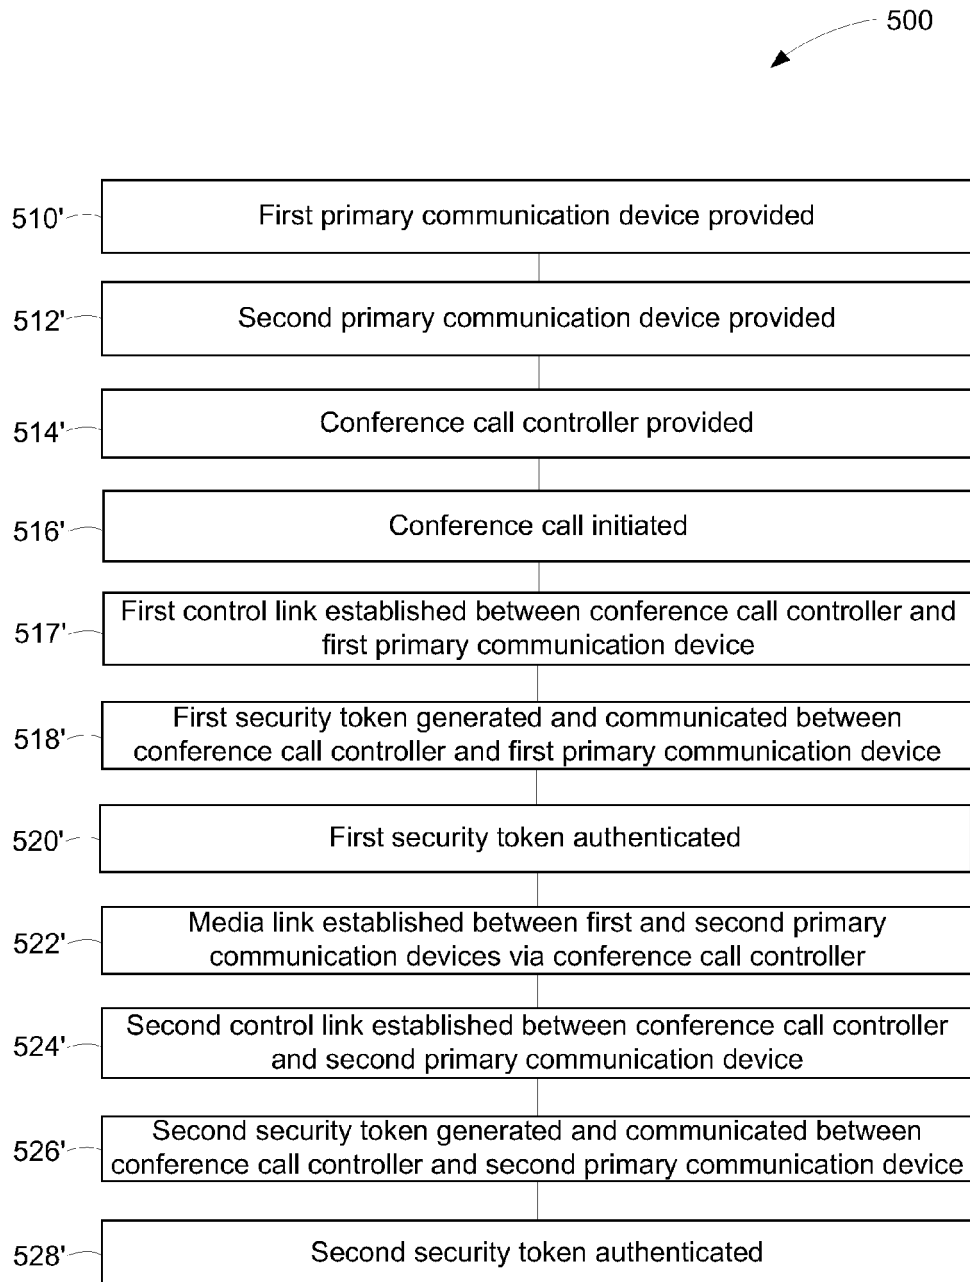 500
510' First primary communication device provided
512' Second primary communication device provided
514' Conference call controller provided
516' Conference call initiated
517' First control link established between conference call controller and
first primary communication device
518' First security token generated and communicated between
conference call controller and first primary communication device
520' First security token authenticated
522' Media link established between first and second primary
communication devices via conference call controller
524' Second control link established between conference call controller
and second primary communication device
526' Second security token generated and communicated between
conference call controller and second primary communication device
528' Second security token authenticated